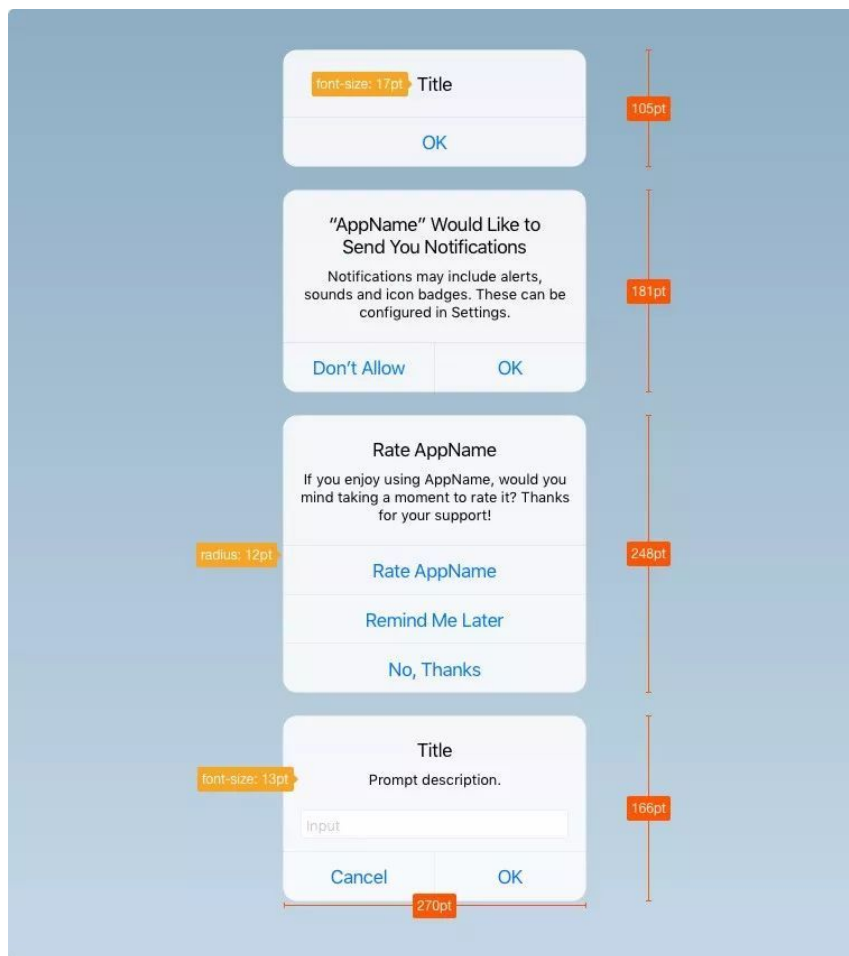 font-size: 17pt
Title
105pt
OK
“AppName” Would Like to
Send You Notifications
Notifications may include alerts,
sounds and icon badges. These can be
configured in Settings.
181pt
Don’t Allow
OK
Rate AppName
If you enjoy using AppName, would you
mind taking a moment to rate it? Thanks
for your support!
radius: 12pt
248pt
Rate AppName
Remind Me Later
No, Thanks
Title
font-size: 13pt
Prompt description.
166pt
Input
Cancel
OK
270pt